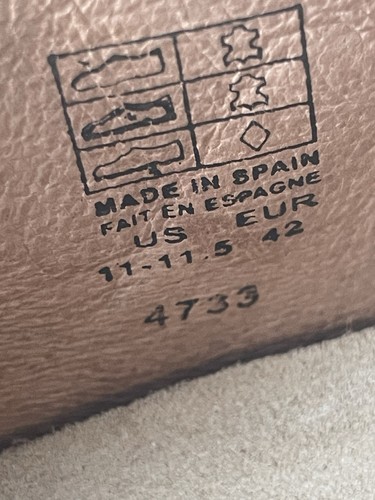 MADE IN SPAIN
FAIT EN ESPAGNE
US EUR
11-11.5 42
4733